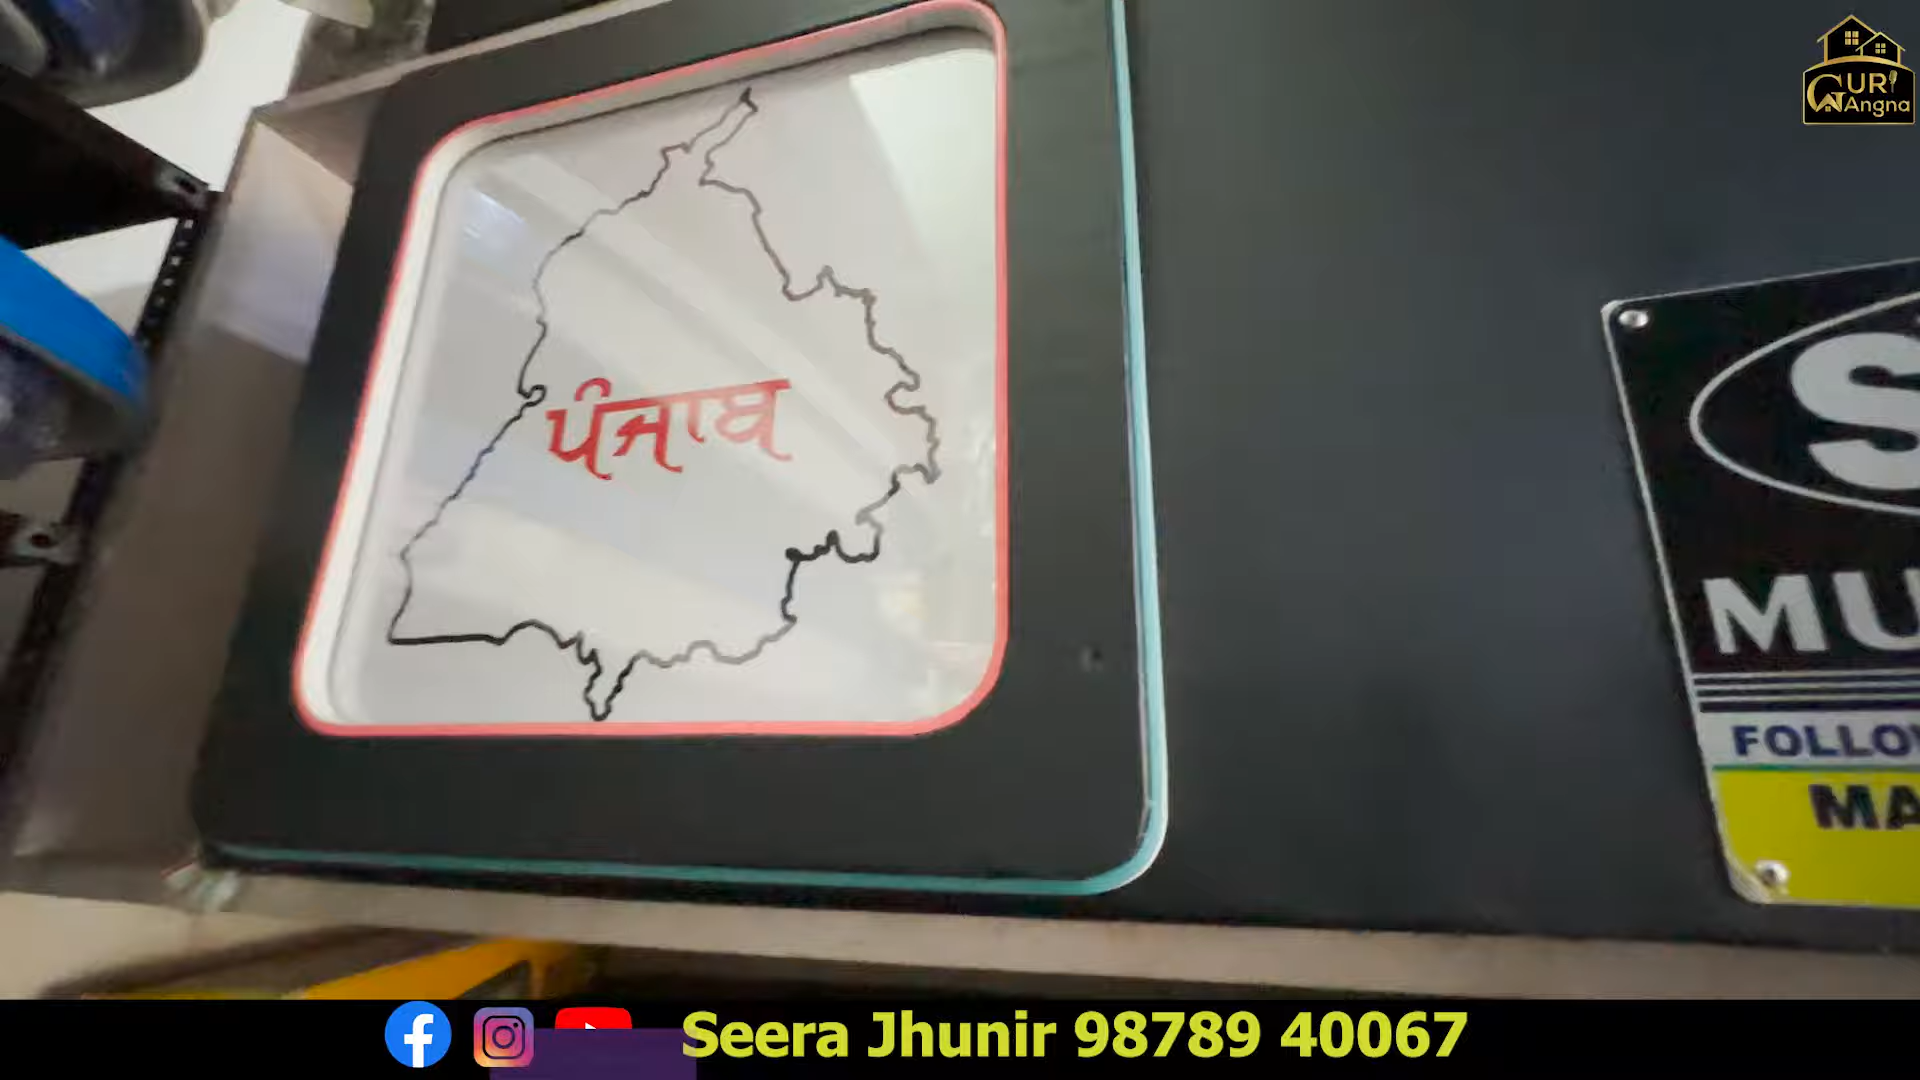 GURI
Angna
ਪੰਜਾਬ
S
MU
FOLLO
MA
Seera Jhunir 98789 40067